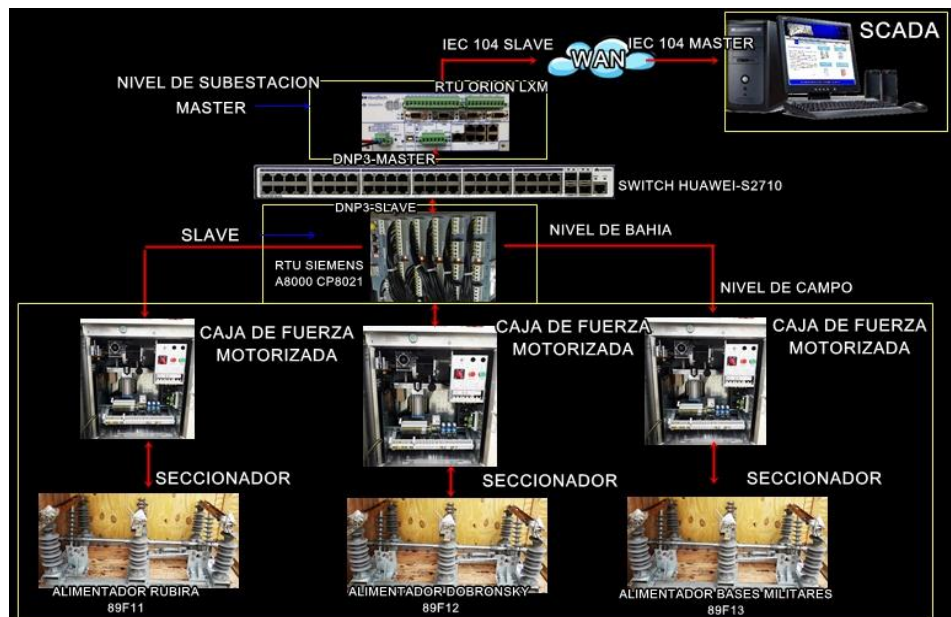 SCADA
IEC 104 SLAVE
WAN
IEC 104 MASTER
NIVEL DE SUBESTACION
MASTER
RTU ORION LXM
DNP3-MASTER
SWITCH HUAWEI-S2710
DNP3-SLAVE
SLAVE
NIVEL DE BAHIA
RTU SIEMENS
A8000 CP8021
NIVEL DE CAMPO
CAJA DE FUERZA
MOTORIZADA
CAJA DE FUERZA
MOTORIZADA
CAJA DE FUERZA
MOTORIZADA
SECCIONADOR
SECCIONADOR
SECCIONADOR
ALIMENTADOR RUBIRA
89F11
ALIMENTADOR DOBRONSKY
89F12
ALIMENTADOR BASES MILITARES
89F13